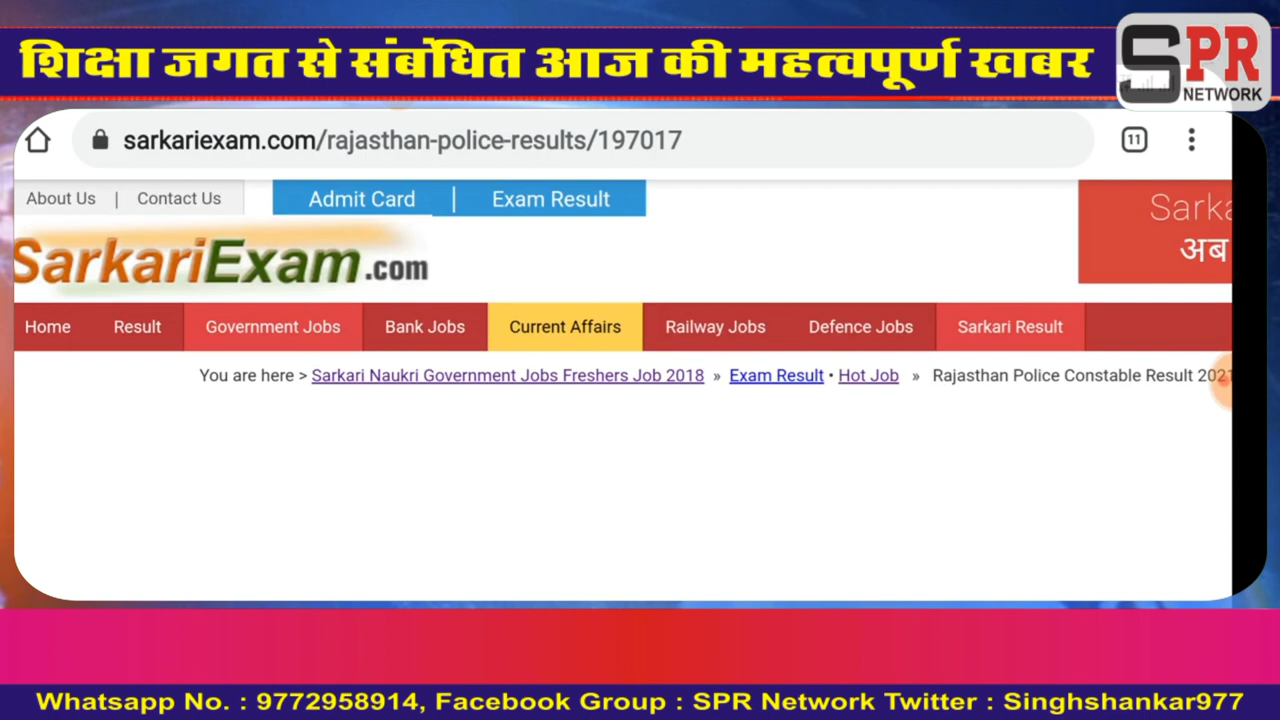 शिक्षा जगत से संबंधित आज की महत्वपूर्ण खबर
SPR
NETWORK
sarkariexam.com/rajasthan-police-results/197017
11
About Us | Contact Us
Admit Card | Exam Result
Sarka
अब
SarkariExam.com
Home Result Government Jobs Bank Jobs Current Affairs Railway Jobs Defence Jobs Sarkari Result
You are here > Sarkari Naukri Government Jobs Freshers Job 2018 » Exam Result • Hot Job » Rajasthan Police Constable Result 2021
Whatsapp No. : 9772958914, Facebook Group : SPR Network Twitter : Singhshankar977